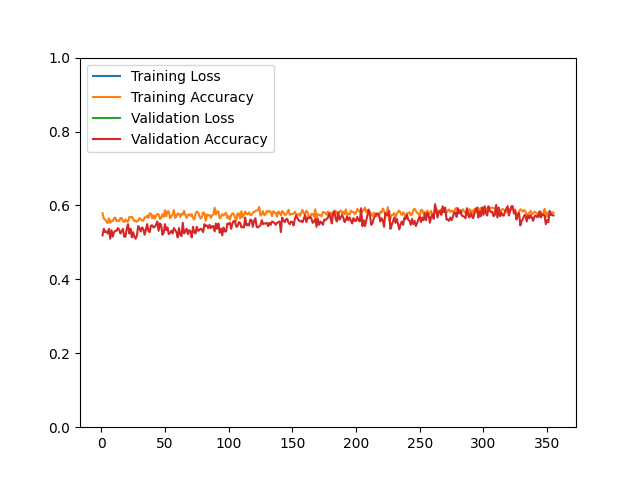 Training Loss
Training Accuracy
Validation Loss
Validation Accuracy
1.0
0.8
0.6
0.4
0.2
0.0
0 50 100 150 200 250 300 350